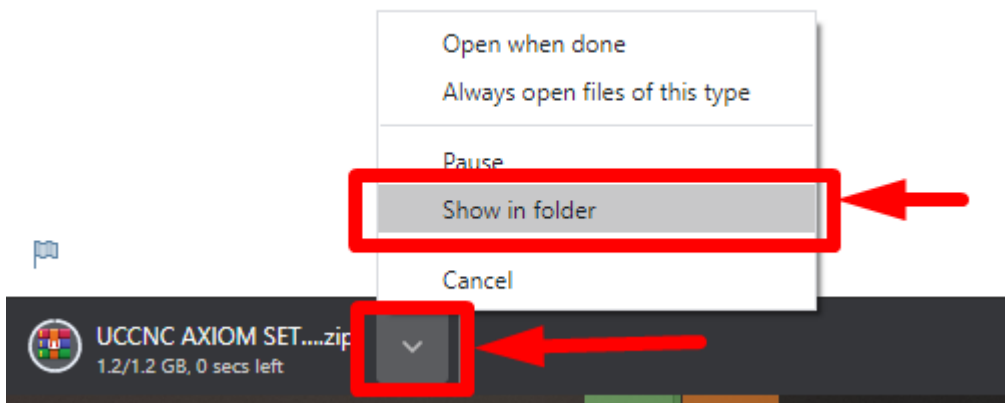 Open when done
Always open files of this type
Pause
Show in folder
Cancel
UCCNC AXIOM SET....zip
1.2/1.2 GB, 0 secs left